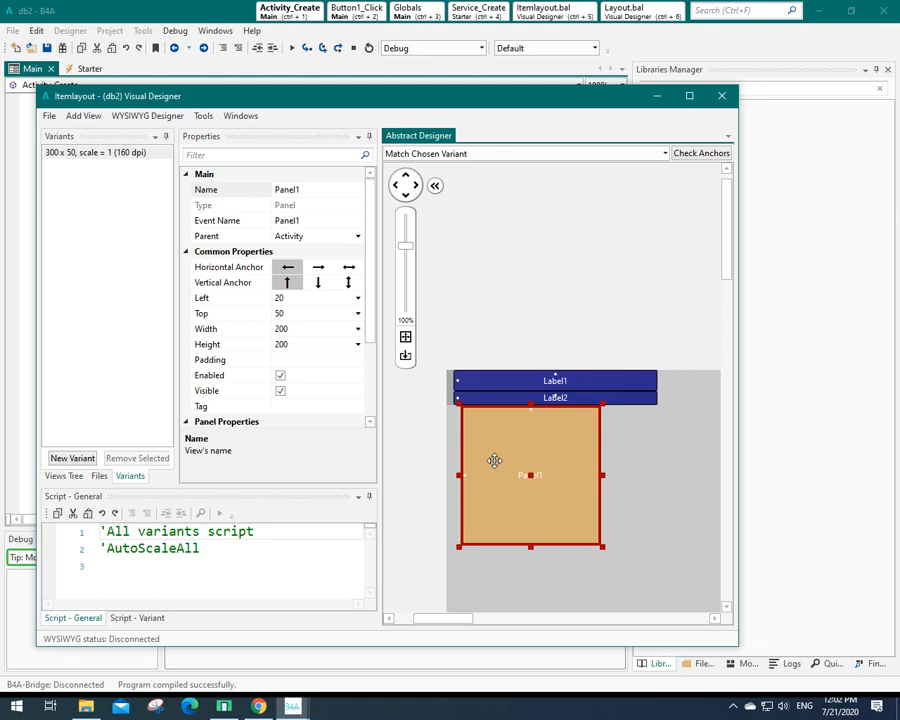 db2 - B4A
Activity_Create
Main (ctrl + 1)
Button1_Click
Main (ctrl + 2)
Globals
Main (ctrl + 3)
Service_Create
Starter (ctrl + 4)
Itemlayout.bal
Visual Designer (ctrl + 5)
Layout.bal
Visual Designer (ctrl + 6)
Search (Ctrl+F)
File Edit Designer Project Tools Debug Windows Help
Debug
Default
Main
Starter
Libraries Manager
Itemlayout - (db2) Visual Designer
File Add View WYSIWYG Designer Tools Windows
Variants
Properties
Abstract Designer
300 x 50, scale = 1 (160 dpi)
Filter
Match Chosen Variant
Check Anchors
Main
Name Panel1
Type Panel
Event Name Panel1
Parent Activity
Common Properties
Horizontal Anchor
Vertical Anchor
Left 20
Top 50
Width 200
Height 200
Padding
Enabled
Visible
Tag
Panel Properties
Name
View's name
100%
Label1
Label2
New Variant
Remove Selected
Views Tree Files Variants
Script - General
1 'All variants script
2 'AutoScaleAll
3
Script - General
Script - Variant
WYSIWYG status: Disconnected
Debug
Libr...
File...
Mo...
Logs
Qui...
Fin...
B4A-Bridge: Disconnected
Program compiled successfully.
B4A
ENG
12:02 PM
7/21/2020